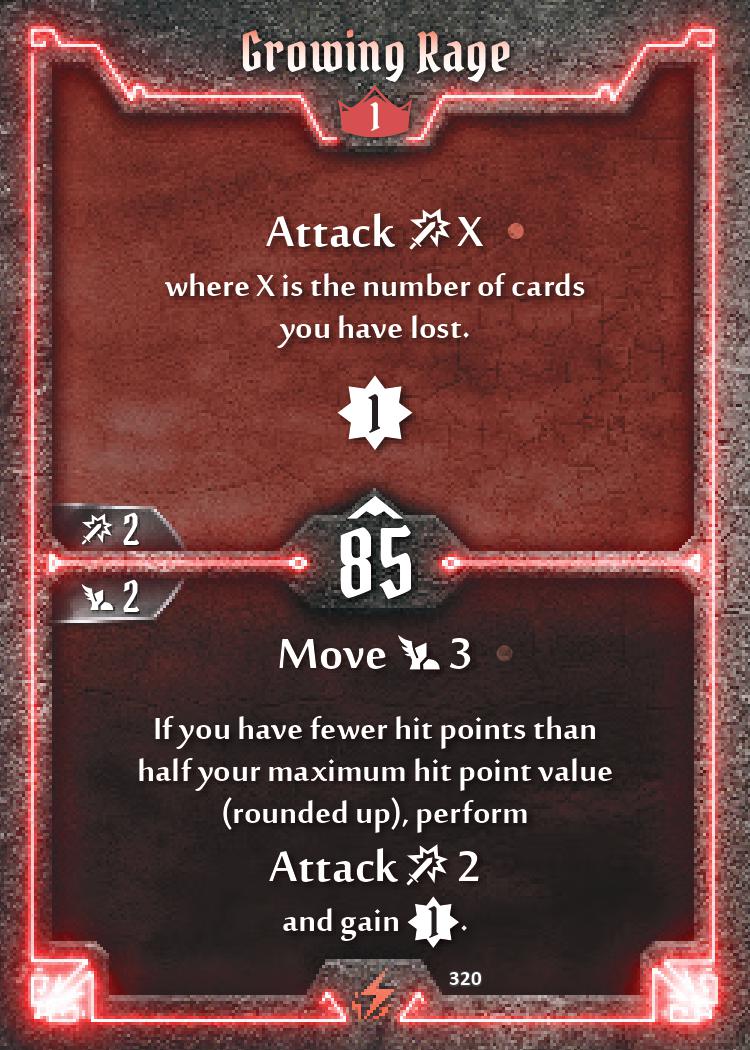 Growing Rage
1
Attack X
where X is the number of cards
you have lost.
1
2
85
2
Move 3
If you have fewer hit points than
half your maximum hit point value
(rounded up), perform
Attack 2
and gain 1.
320